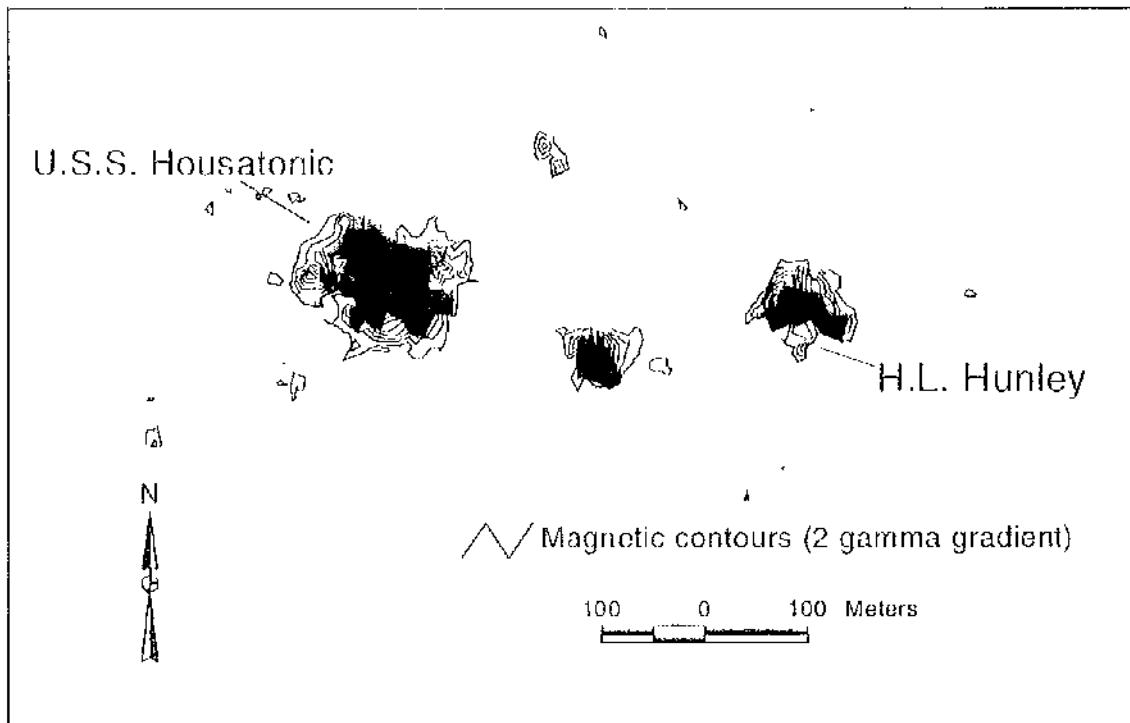 U.S.S. Housatonic
H.L. Hunley
N
Magnetic contours (2 gamma gradient)
100 0 100 Meters